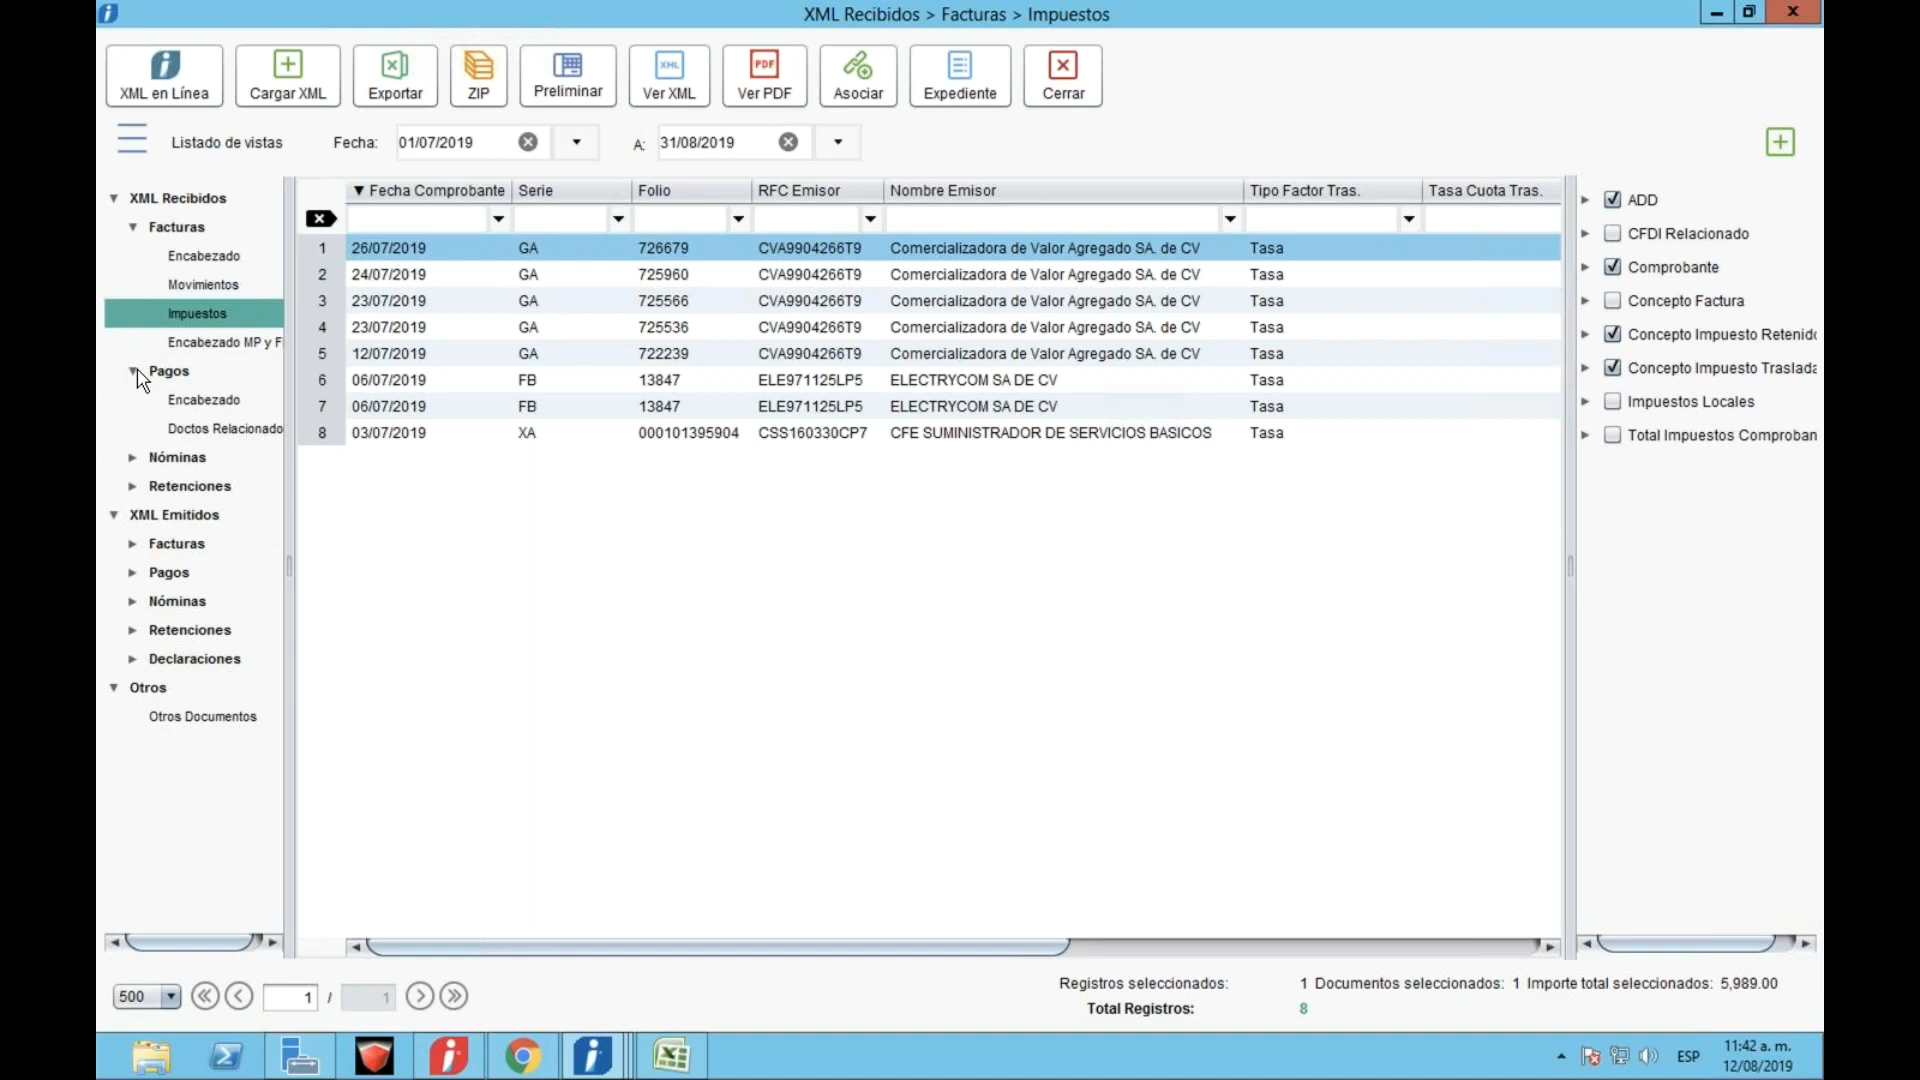 XML Recibidos > Facturas > Impuestos
XML en Línea
Cargar XML
Exportar
ZIP
Preliminar
XML
Ver XML
PDF
Ver PDF
Asociar
Expediente
Cerrar
Listado de vistas
Fecha: 01/07/2019
A: 31/08/2019
XML Recibidos
Facturas
Encabezado
Movimientos
Impuestos
Encabezado MP y F
Pagos
Encabezado
Doctos Relacionado
Nóminas
Retenciones
XML Emitidos
Facturas
Pagos
Nóminas
Retenciones
Declaraciones
Otros
Otros Documentos
Fecha Comprobante Serie Folio RFC Emisor Nombre Emisor Tipo Factor Tras. Tasa Cuota Tras.
1 26/07/2019 GA 726679 CVA9904266T9 Comercializadora de Valor Agregado SA. de CV Tasa
2 24/07/2019 GA 725960 CVA9904266T9 Comercializadora de Valor Agregado SA. de CV Tasa
3 23/07/2019 GA 725566 CVA9904266T9 Comercializadora de Valor Agregado SA. de CV Tasa
4 23/07/2019 GA 725536 CVA9904266T9 Comercializadora de Valor Agregado SA. de CV Tasa
5 12/07/2019 GA 722239 CVA9904266T9 Comercializadora de Valor Agregado SA. de CV Tasa
6 06/07/2019 FB 13847 ELE971125LP5 ELECTRYCOM SA DE CV Tasa
7 06/07/2019 FB 13847 ELE971125LP5 ELECTRYCOM SA DE CV Tasa
8 03/07/2019 XA 000101395904 CSS160330CP7 CFE SUMINISTRADOR DE SERVICIOS BASICOS Tasa
ADD
CFDI Relacionado
Comprobante
Concepto Factura
Concepto Impuesto Retenido
Concepto Impuesto Traslada
Impuestos Locales
Total Impuestos Comproban
500 1 / 1
Registros seleccionados: 1 Documentos seleccionados: 1 Importe total seleccionados: 5,989.00
Total Registros: 8
ESP
11:42 a. m.
12/08/2019